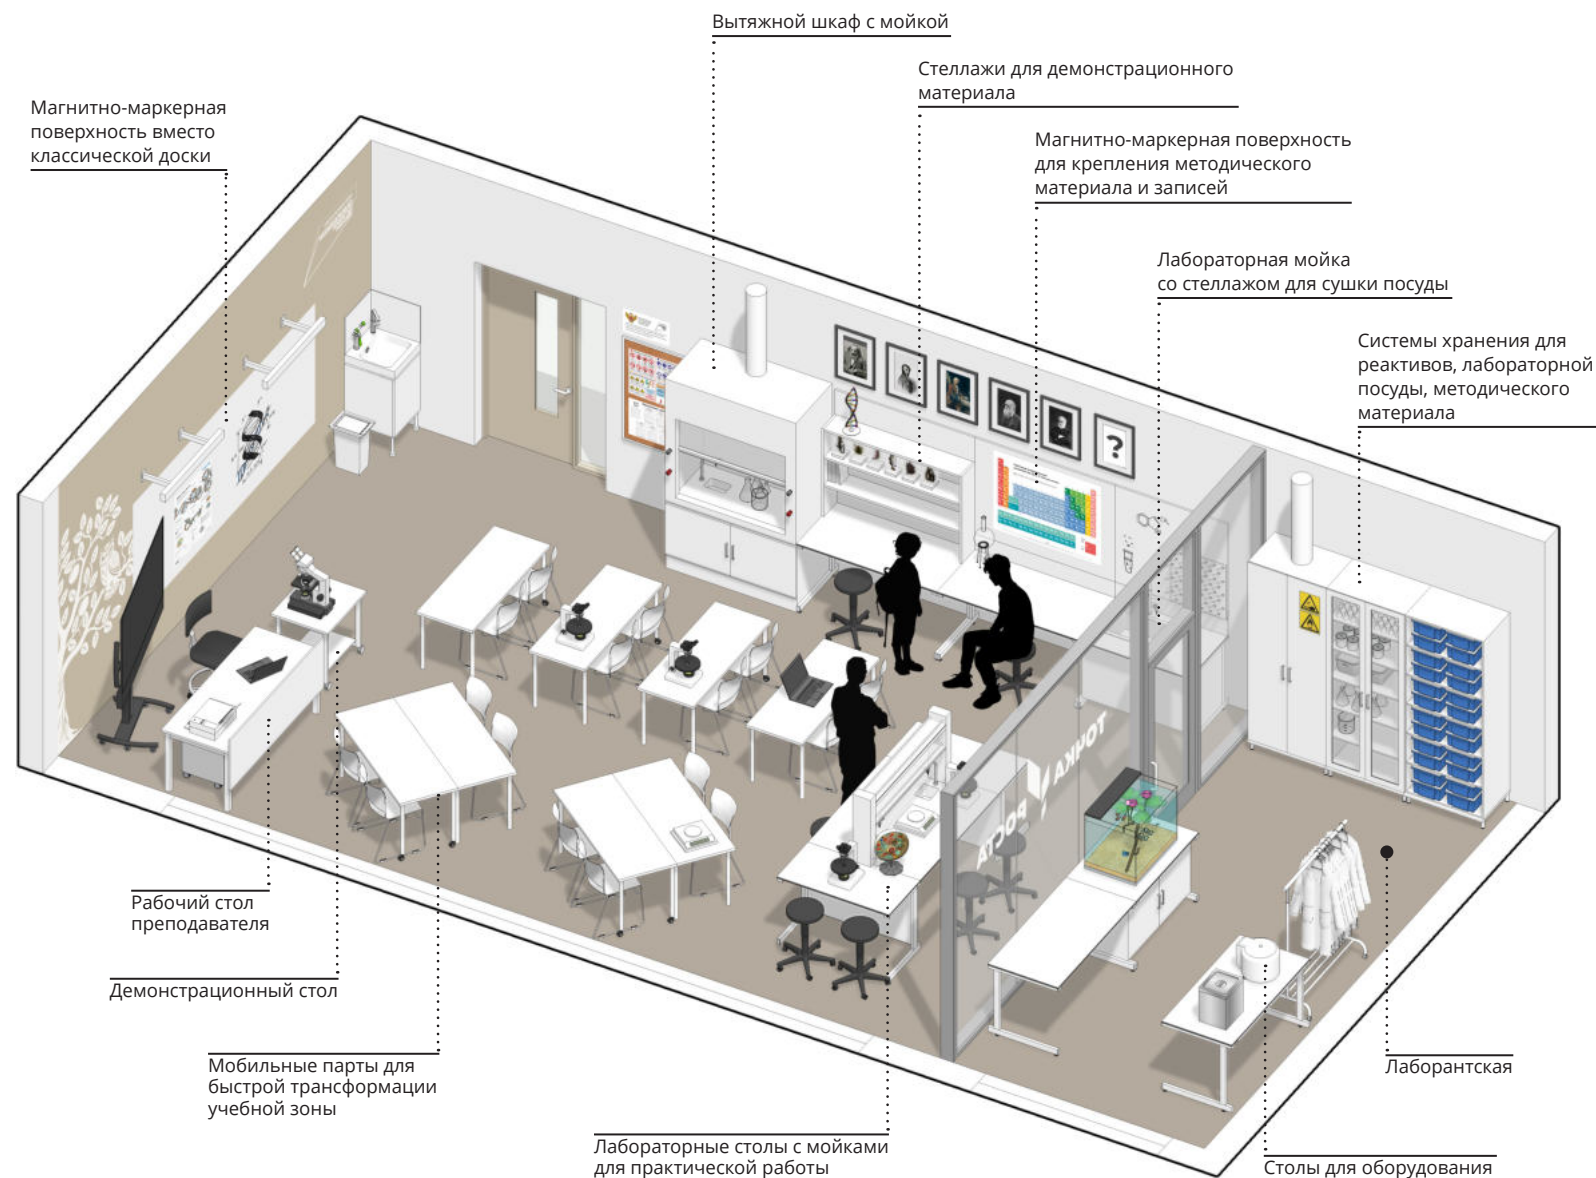 Вытяжной шкаф с мойкой
Стеллажи для демонстрационного
материала
Магнитно-маркерная
поверхность вместо
классической доски
Магнитно-маркерная поверхность
для крепления методического
материала и записей
Лабораторная мойка
со стеллажом для сушки посуды
Системы хранения для
реактивов, лабораторной
посуды, методического
материала
?
ТОЧКА
РОСТА
Рабочий стол
преподавателя
Демонстрационный стол
Мобильные парты для
быстрой трансформации
учебной зоны
Лабораторные столы с мойками
для практической работы
Лаборантская
Столы для оборудования